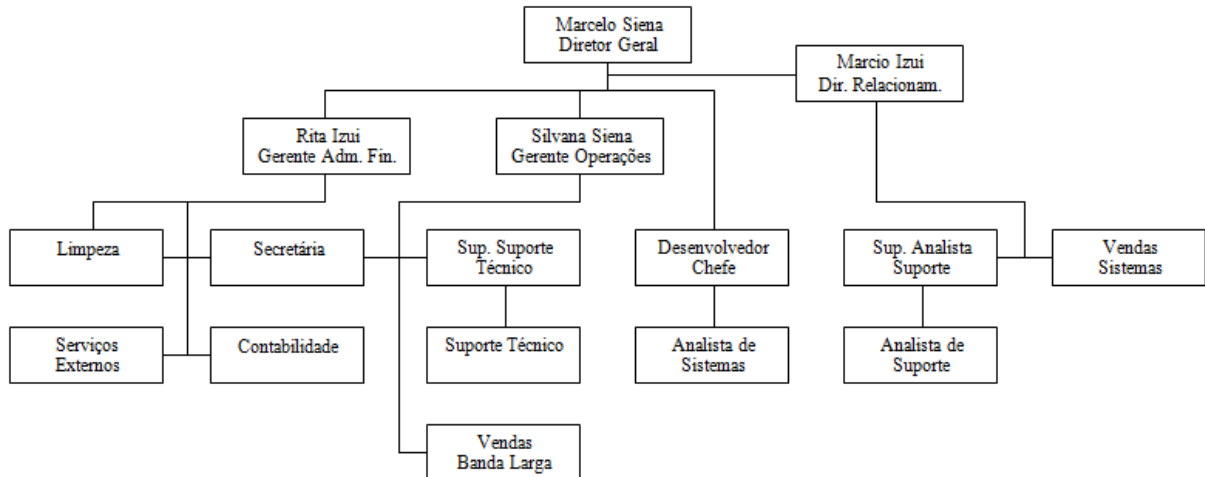 Marcelo Siena
Diretor Geral
Marcio Izui
Dir. Relacionam.
Rita Izui
Gerente Adm. Fin.
Silvana Siena
Gerente Operações
Limpeza
Secretária
Sup. Suporte
Técnico
Desenvolvedor
Chefe
Sup. Analista
Suporte
Vendas
Sistemas
Serviços
Externos
Contabilidade
Suporte Técnico
Analista de
Sistemas
Analista de
Suporte
Vendas
Banda Larga